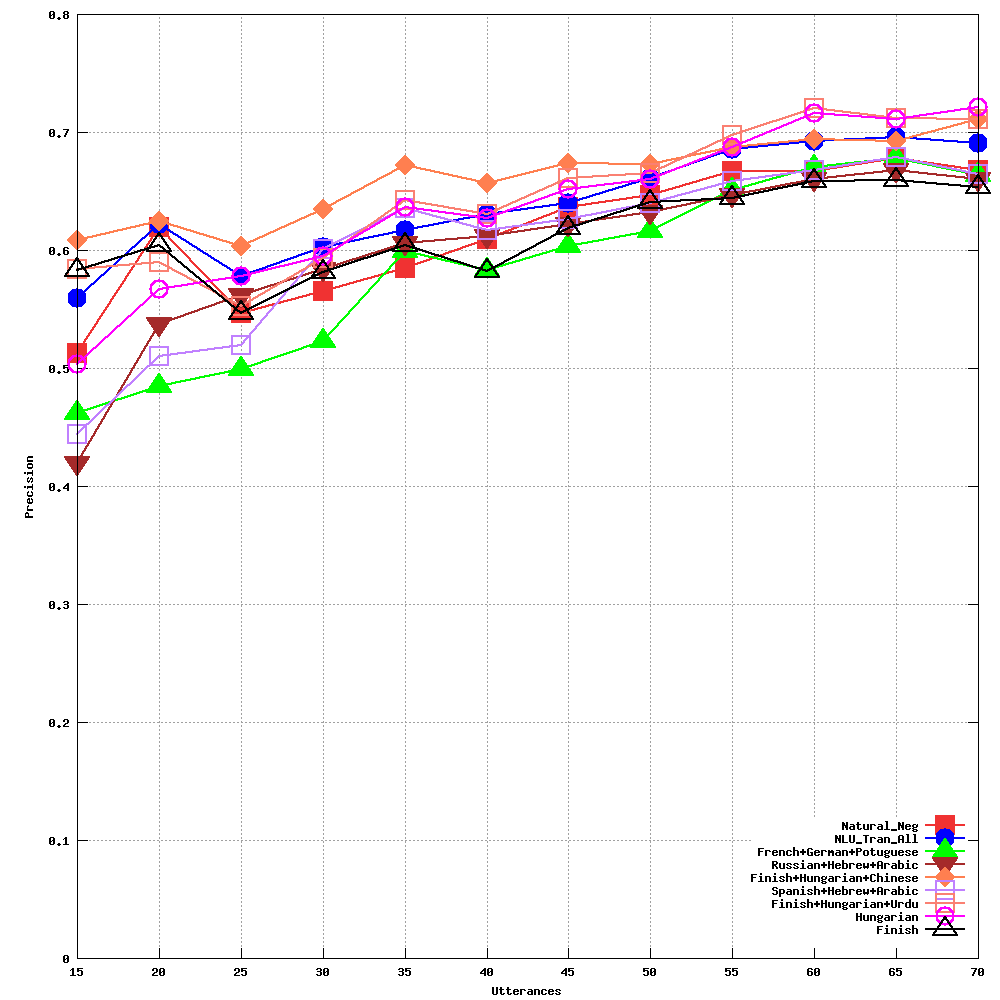 0.8
0.7
0.6
0.5
0.4
0.3
0.2
0.1
0
Precision
Natural_Neg
NLU_Tran_All
French+German+Potuguese
Russian+Hebrew+Arabic
Finish+Hungarian+Chinese
Spanish+Hebrew+Arabic
Finish+Hungarian+Urdu
Hungarian
Finish
15 20 25 30 35 40 45 50 55 60 65 70
Utterances